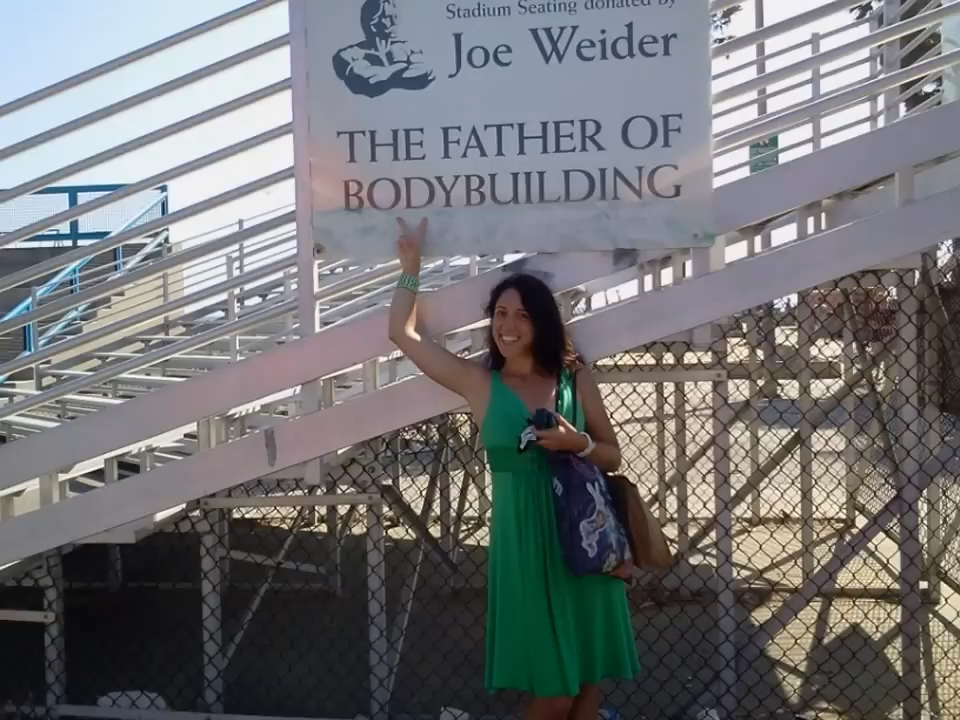 Stadium Seating donated by
Joe Weider
THE FATHER OF
BODYBUILDING